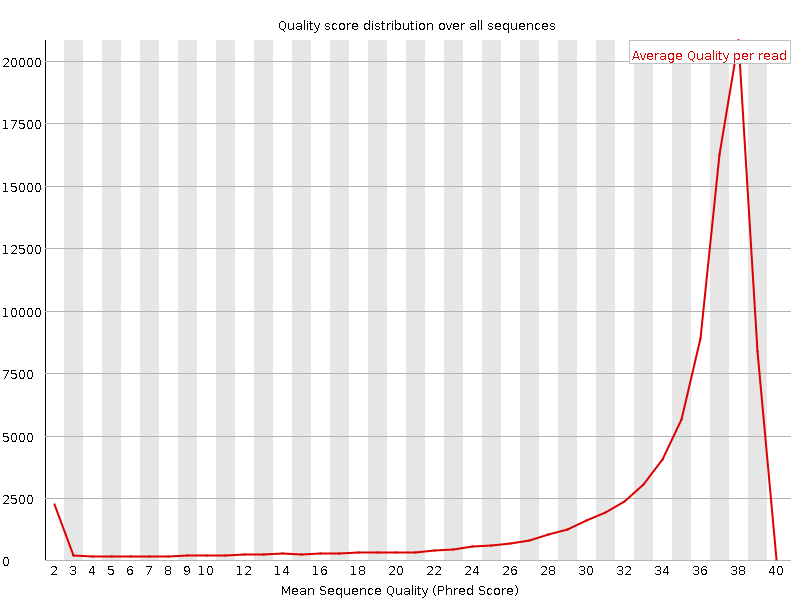 Quality score distribution over all sequences
Average Quality per read
20000
17500
15000
12500
10000
7500
5000
2500
0
2 3 4 5 6 7 8 9 10 12 14 16 18 20 22 24 26 28 30 32 34 36 38 40
Mean Sequence Quality (Phred Score)